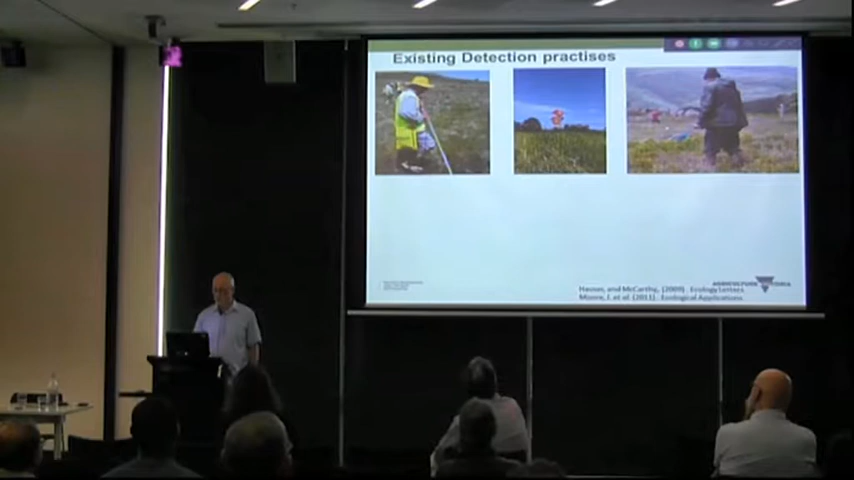 Existing Detection practises
Hauser, and McCarthy, (2009) Ecology Letters
AGRICULTURE VICTORIA
Moore, J. et al (2011) Ecological Applications